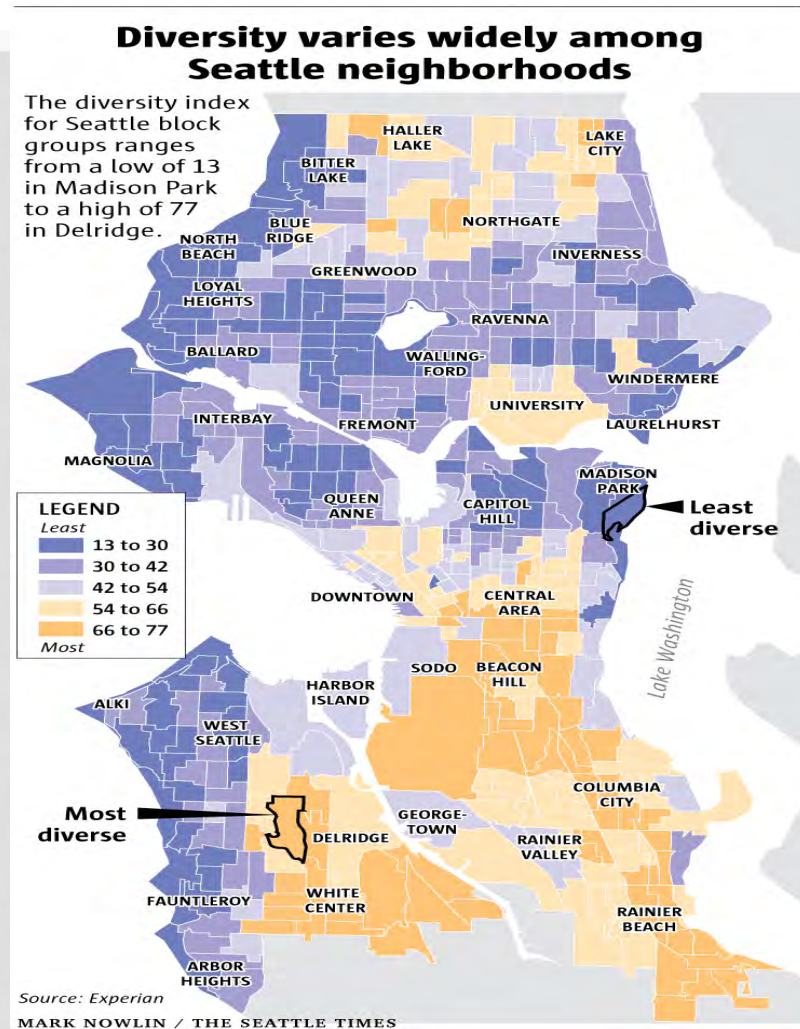 Diversity varies widely among
Seattle neighborhoods
The diversity index
for Seattle block
groups ranges
from a low of 13
in Madison Park
to a high of 77
in Delridge.
HALLER
LAKE
LAKE
CITY
BITTER
LAKE
BLUE
RIDGE
NORTHGATE
NORTH
BEACH
INVERNESS
GREENWOOD
LOYAL
HEIGHTS
RAVENNA
BALLARD
WALLING-
FORD
WINDERMERE
UNIVERSITY
INTERBAY
FREMONT
LAURELHURST
MAGNOLIA
MADISON
PARK
QUEEN
ANNE
CAPITOL
HILL
Least
diverse
LEGEND
Least
13 to 30
30 to 42
42 to 54
54 to 66
66 to 77
Most
DOWNTOWN
CENTRAL
AREA
Lake Washington
SODO
BEACON
HILL
HARBOR
ISLAND
ALKI
WEST
SEATTLE
COLUMBIA
CITY
Most
diverse
GEORGE-
TOWN
DELRIDGE
RAINIER
VALLEY
FAUNTLEROY
WHITE
CENTER
RAINIER
BEACH
ARBOR
HEIGHTS
Source: Experian
MARK NOWLIN / THE SEATTLE TIMES